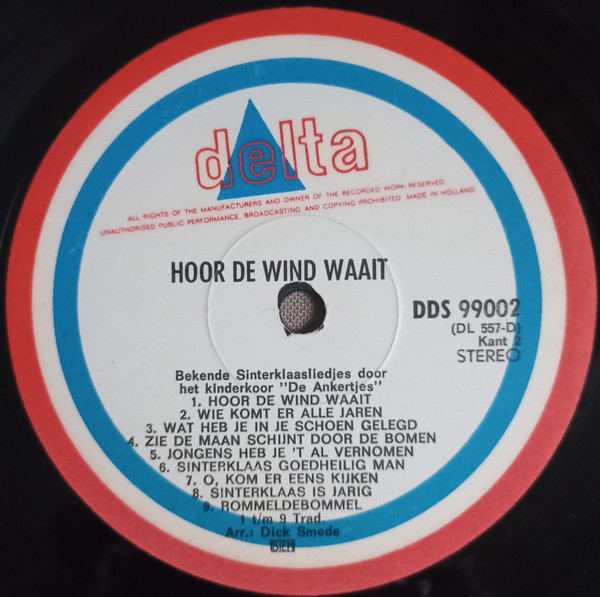 delta
ALL RIGHTS OF THE MANUFACTURERS AND OWNER OF THE RECORDED WORK RESERVED
UNAUTHORISED PUBLIC PERFORMANCE, BROADCASTING AND COPYING PROHIBITED. MADE IN HOLLAND
HOOR DE WIND WAAIT
DDS 99002
(DL 557-D)
Kant 2
STEREO
Bekende Sinterklaasliedjes door
het kinderkoor "De Ankertjes"
1. HOOR DE WIND WAAIT
2. WIE KOMT ER ALLE JAREN
3. WAT HEB JE IN JE SCHOEN GELEGD
4. ZIE DE MAAN SCHIJNT DOOR DE BOMEN
5. JONGENS HEB JE 'T AL VERNOMEN
6. SINTERKLAAS GOEDHEILIG MAN
7. O, KOM ER EENS KIJKEN
8. SINTERKLAAS IS JARIG
9. ROMMELDEBOMMEL
1 t/m 9 Trad.
Arr.: Dick Smede